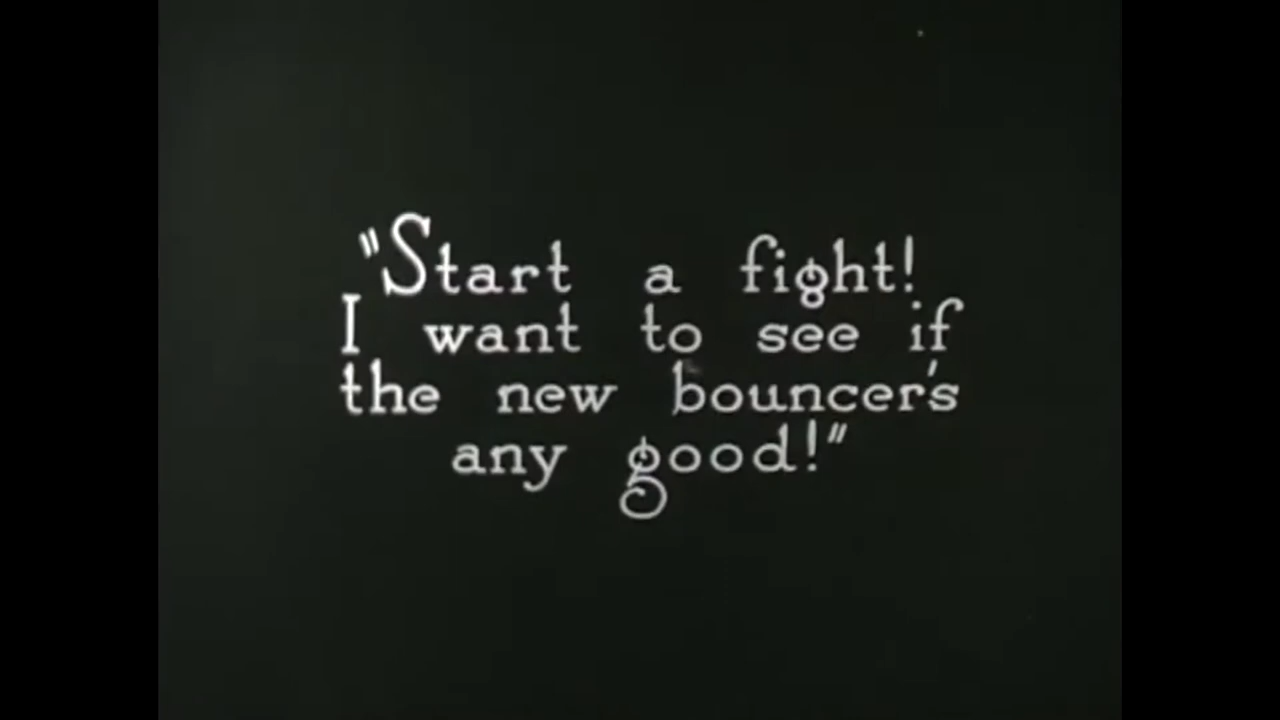 "Start a fight!
I want to see if
the new bouncer's
any good!"